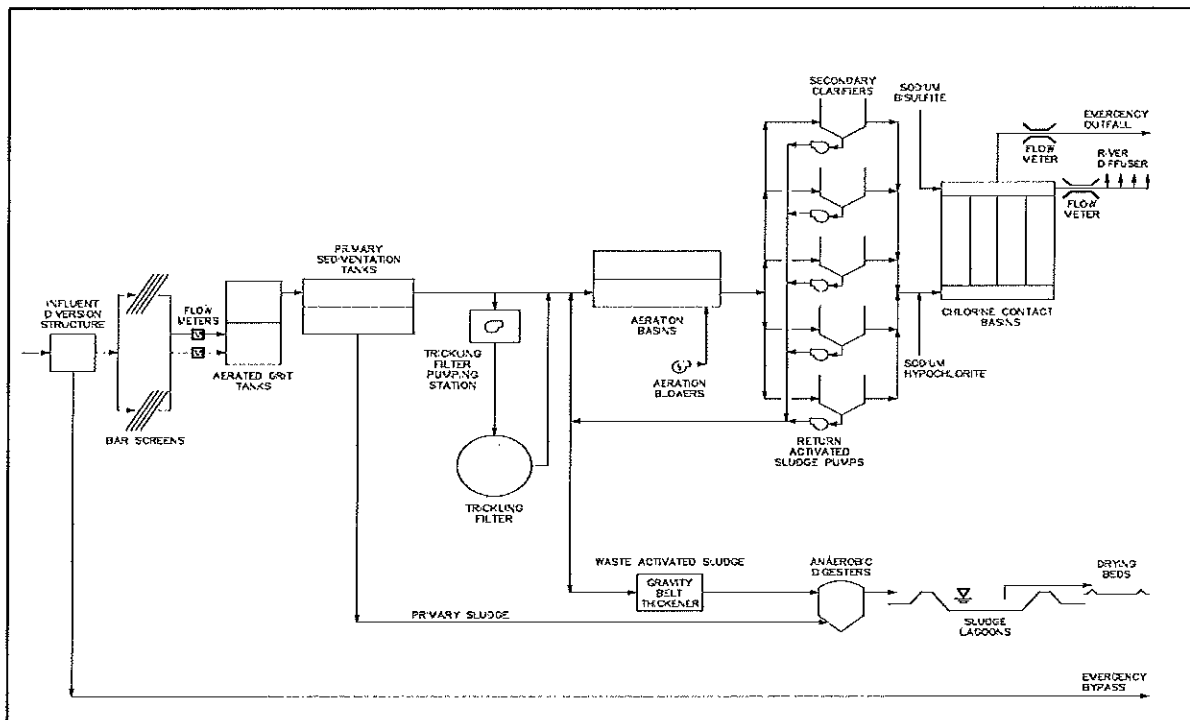 SECONDARY
CLARIFIERS
SODIUM
BISULFITE
EMERGENCY
OUTFALL
FLOW
METER
RIVER
DIFFUSER
FLOW
METER
PRIMARY
SEDIMENTATION
TANKS
INFLUENT
DIVERSION
STRUCTURE
FLOW
METERS
AERATED GRIT
TANKS
BAR SCREENS
TRICKLING
FILTER
PUMPING
STATION
TRICKLING
FILTER
AERATION
BASINS
AERATION
BLOWERS
CHLORINE CONTACT
BASINS
SODIUM
HYPOCHLORITE
RETURN
ACTIVATED
SLUDGE PUMPS
WASTE ACTIVATED SLUDGE
GRAVITY
BELT
THICKENER
ANAEROBIC
DIGESTERS
DRYING
BEDS
SLUDGE
LAGOONS
PRIMARY SLUDGE
EMERGENCY
BYPASS